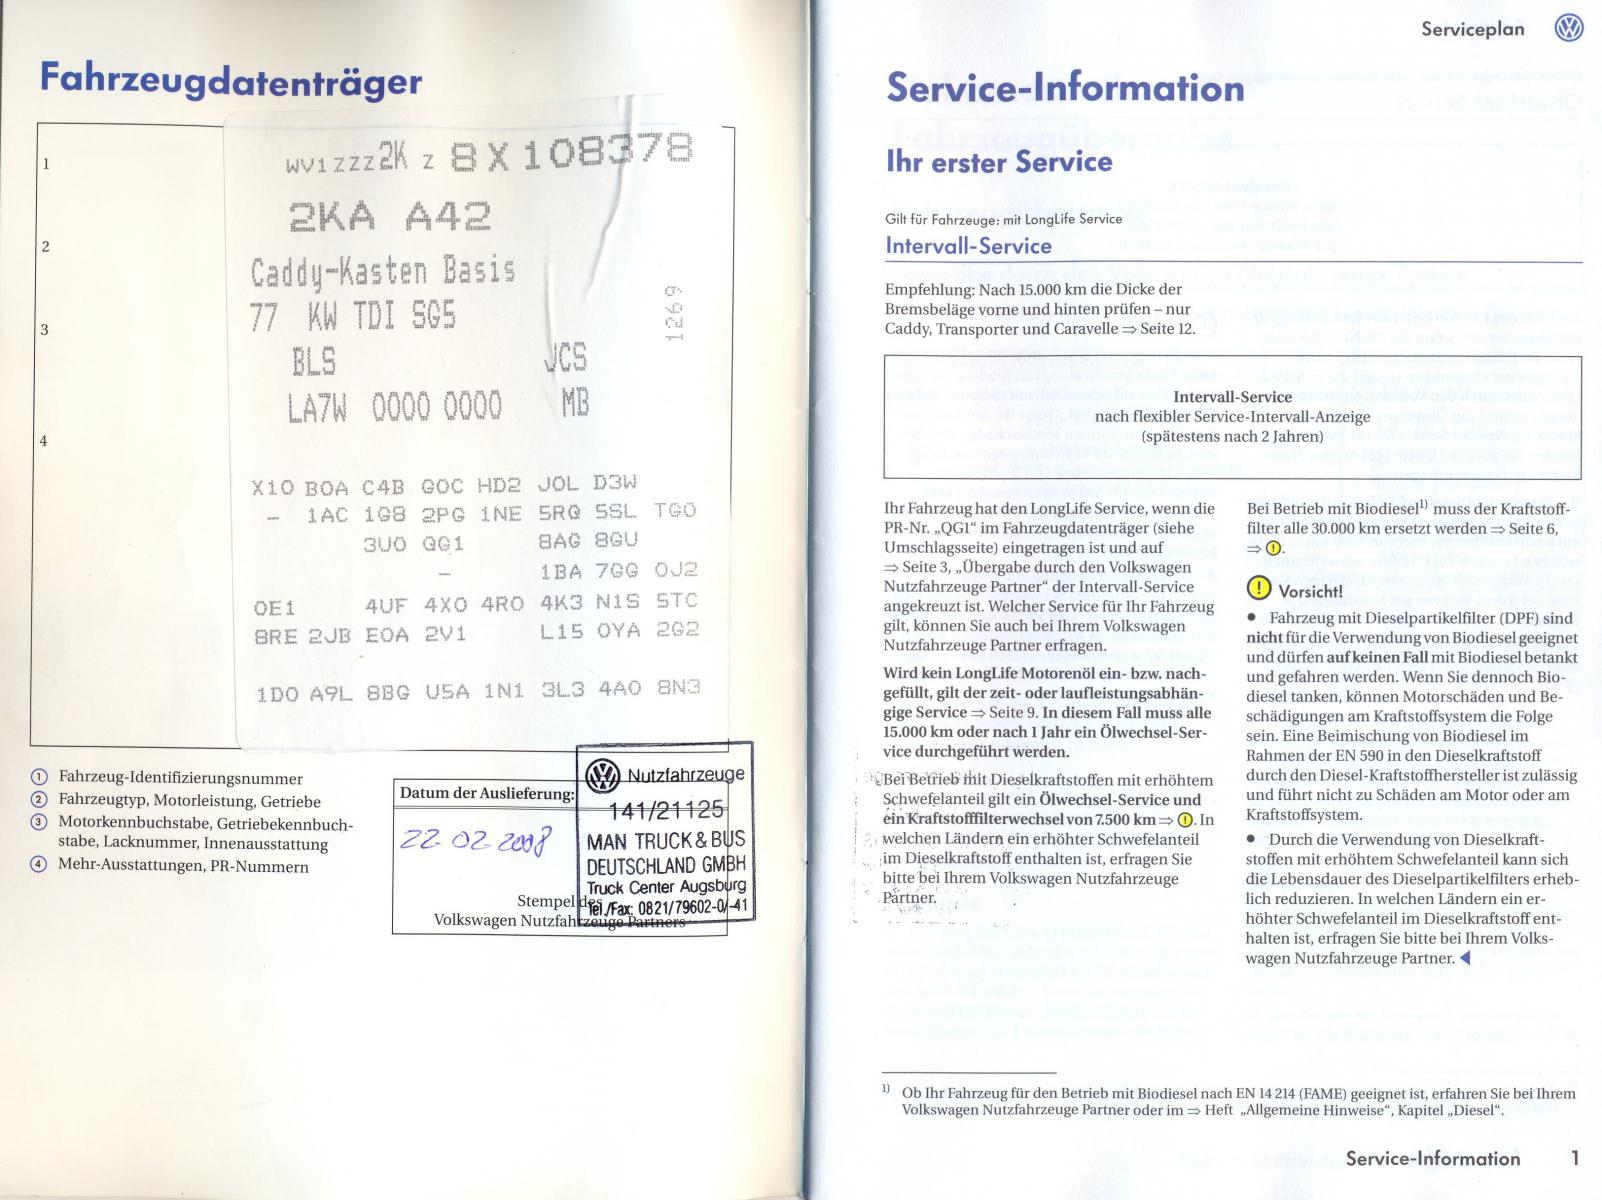 Fahrzeugdatenträger
1
WV1ZZZ2K Z 8X108378
2KA A42
2
Caddy-Kasten Basis
3
77 KW TDI SG5
1269
BLS JCS
LA7W 0000 0000 MB
4
X10 B0A C4B G0C HD2 J0L D3W
– 1AC 1G8 2PG 1NE 5RQ 5SL TG0
3U0 QG1 8AG 8GU
– 1BA 7GG 0J2
0E1 4UF 4X0 4R0 4K3 N1S 5TC
8RE 2JB E0A 2V1 L15 0YA 2G2
1D0 A9L 8BG U5A 1N1 3L3 4A0 8N3
① Fahrzeug-Identifizierungsnummer
② Fahrzeugtyp, Motorleistung, Getriebe
③ Motorkennbuchstabe, Getriebekennbuch-
stabe, Lacknummer, Innenausstattung
④ Mehr-Ausstattungen, PR-Nummern
Datum der Auslieferung:
22.02.2008
Stempel des
Volkswagen Nutzfahrzeuge Partners
Nutzfahrzeuge
141/21125
MAN TRUCK & BUS
DEUTSCHLAND GMBH
Truck Center Augsburg
Tel./Fax: 0821/79602-0/-41
Serviceplan
Service-Information
Ihr erster Service
Gilt für Fahrzeuge: mit LongLife Service
Intervall-Service
Empfehlung: Nach 15.000 km die Dicke der
Bremsbeläge vorne und hinten prüfen – nur
Caddy, Transporter und Caravelle ⇒ Seite 12.
Intervall-Service
nach flexibler Service-Intervall-Anzeige
(spätestens nach 2 Jahren)
Ihr Fahrzeug hat den LongLife Service, wenn die
PR-Nr. „QG1“ im Fahrzeugdatenträger (siehe
Umschlagseite) eingetragen ist und auf
⇒ Seite 3, „Übergabe durch den Volkswagen
Nutzfahrzeuge Partner“ der Intervall-Service
angekreuzt ist. Welcher Service für Ihr Fahrzeug
gilt, können Sie auch bei Ihrem Volkswagen
Nutzfahrzeuge Partner erfragen.
Wird kein LongLife Motorenöl ein- bzw. nach-
gefüllt, gilt der zeit- oder laufleistungsabhän-
gige Service ⇒ Seite 9. In diesem Fall muss alle
15.000 km oder nach 1 Jahr ein Ölwechsel-Ser-
vice durchgeführt werden.
Bei Betrieb mit Dieselkraftstoffen mit erhöhtem
Schwefelanteil gilt ein Ölwechsel-Service und
ein Kraftstofffilterwechsel von 7.500 km ⇒ !. In
welchen Ländern ein erhöhter Schwefelanteil
im Dieselkraftstoff enthalten ist, erfragen Sie
bitte bei Ihrem Volkswagen Nutzfahrzeuge
Partner.
Bei Betrieb mit Biodiesel1) muss der Kraftstoff-
filter alle 30.000 km ersetzt werden ⇒ Seite 6,
⇒ !.
! Vorsicht!
• Fahrzeug mit Dieselpartikelfilter (DPF) sind
nicht für die Verwendung von Biodiesel geeignet
und dürfen auf keinen Fall mit Biodiesel betankt
und gefahren werden. Wenn Sie dennoch Bio-
diesel tanken, können Motorschäden und Be-
schädigungen am Kraftstoffsystem die Folge
sein. Eine Beimischung von Biodiesel im
Rahmen der EN 590 in den Dieselkraftstoff
durch den Diesel-Kraftstoffhersteller ist zulässig
und führt nicht zu Schäden am Motor oder am
Kraftstoffsystem.
• Durch die Verwendung von Dieselkraft-
stoffen mit erhöhtem Schwefelanteil kann sich
die Lebensdauer des Dieselpartikelfilters erheb-
lich reduzieren. In welchen Ländern ein er-
höhter Schwefelanteil im Dieselkraftstoff ent-
halten ist, erfragen Sie bitte bei Ihrem Volks-
wagen Nutzfahrzeuge Partner.
1) Ob Ihr Fahrzeug für den Betrieb mit Biodiesel nach EN 14 214 (FAME) geeignet ist, erfahren Sie bei Ihrem
Volkswagen Nutzfahrzeuge Partner oder im ⇒ Heft „Allgemeine Hinweise“, Kapitel „Diesel“.
Service-Information 1